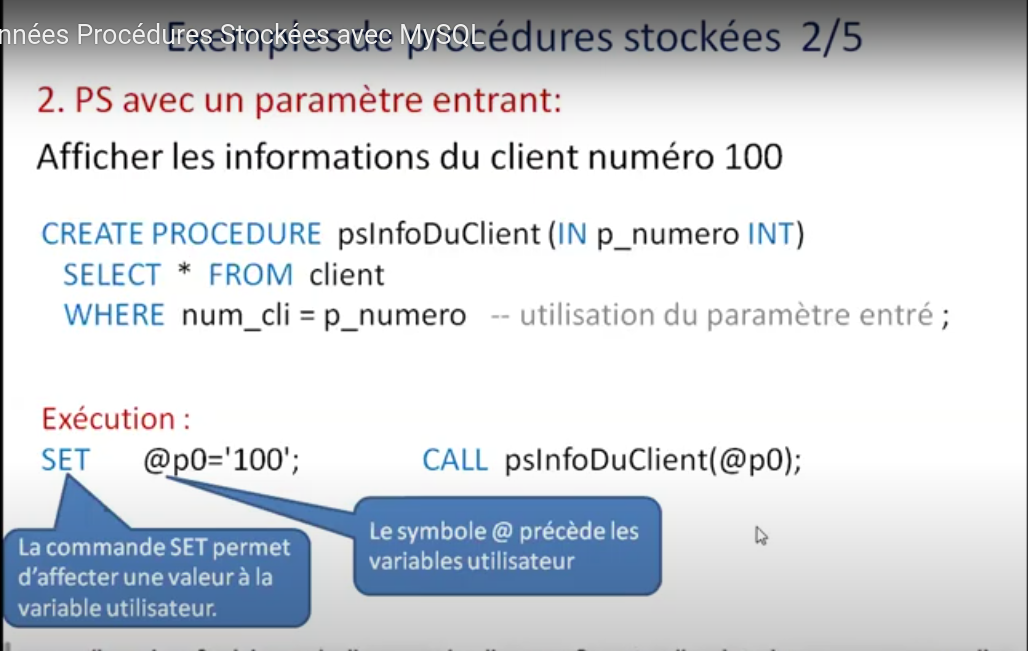 nnées Procédures Stockées avec MySQL
Exemples de procédures stockées 2/5
2. PS avec un paramètre entrant:
Afficher les informations du client numéro 100
CREATE PROCEDURE psInfoDuClient (IN p_numero INT)
SELECT * FROM client
WHERE num_cli = p_numero -- utilisation du paramètre entré ;
Exécution :
SET @p0='100'; CALL psInfoDuClient(@p0);
Le symbole @ précède les
variables utilisateur
La commande SET permet
d'affecter une valeur à la
variable utilisateur.